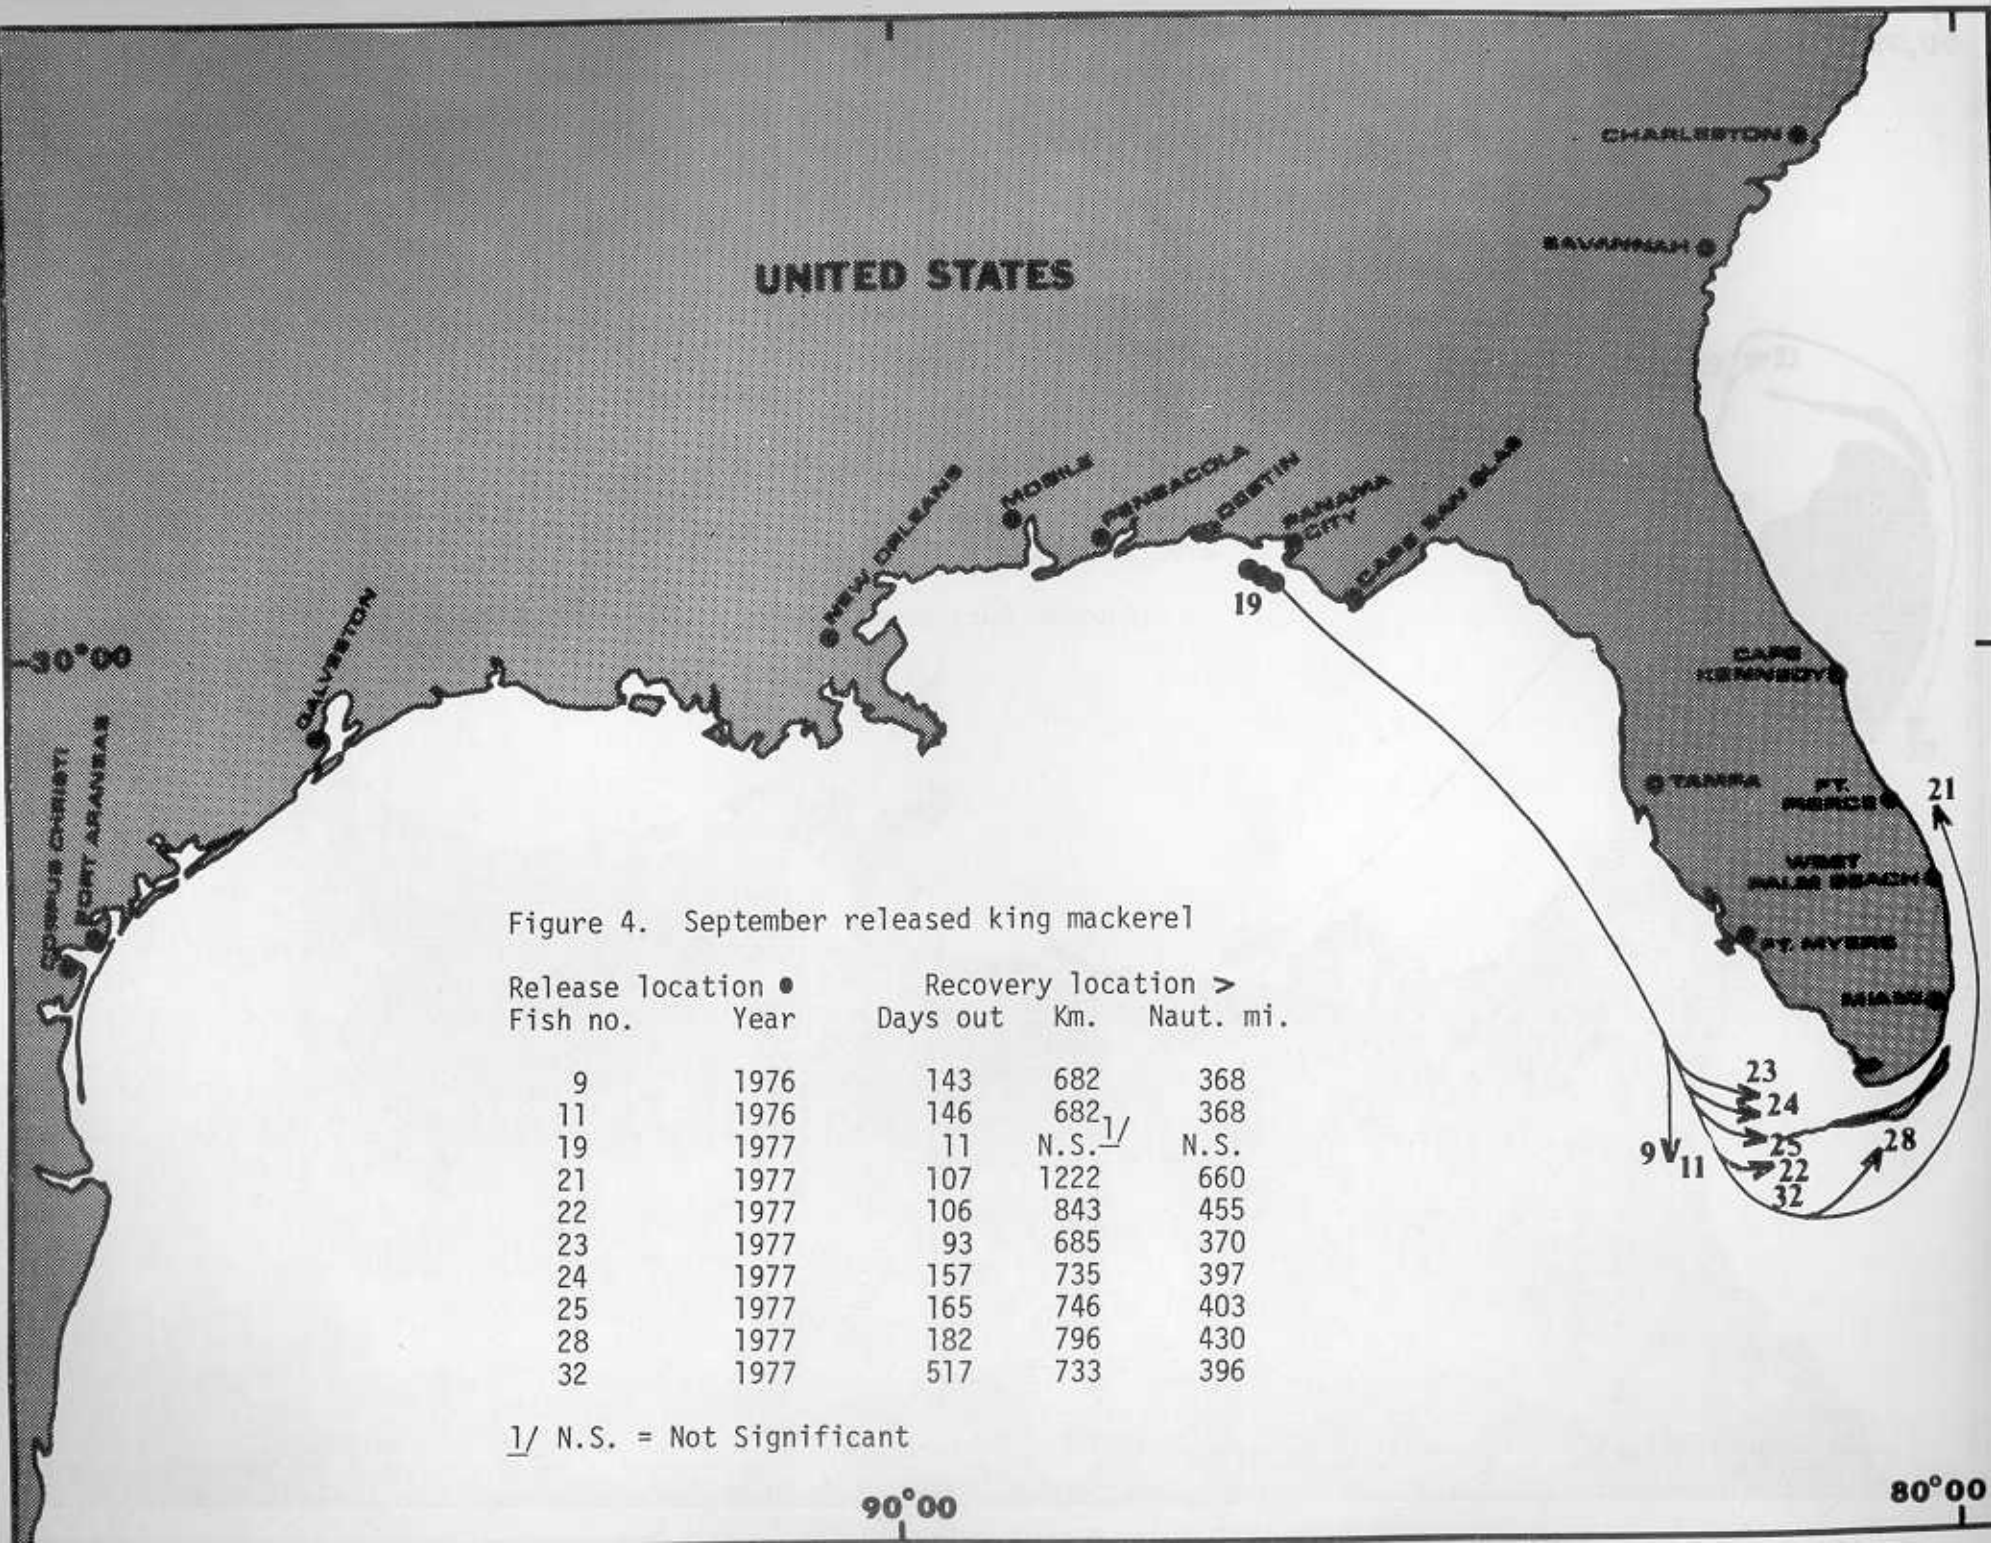 CHARLESTON
SAVANNAH
UNITED STATES
MOBILE
PENSACOLA
DESTIN
PANAMA
CITY
CAPE SAN BLAS
NEW ORLEANS
GALVESTON
19
30°00
CAPE
KENNEDY
CORPUS CHRISTI
PORT ARANSAS
TAMPA
FT.
PIERCE
21
WEST
PALM BEACH
FT. MYERS
MIAMI
23
24
25
28
9
11
22
32
Figure 4. September released king mackerel
Release location ● Recovery location >
Fish no. Year Days out Km. Naut. mi.
9 1976 143 682 368
11 1976 146 682 368
19 1977 11 N.S.1/ N.S.
21 1977 107 1222 660
22 1977 106 843 455
23 1977 93 685 370
24 1977 157 735 397
25 1977 165 746 403
28 1977 182 796 430
32 1977 517 733 396
1/ N.S. = Not Significant
90°00
80°00